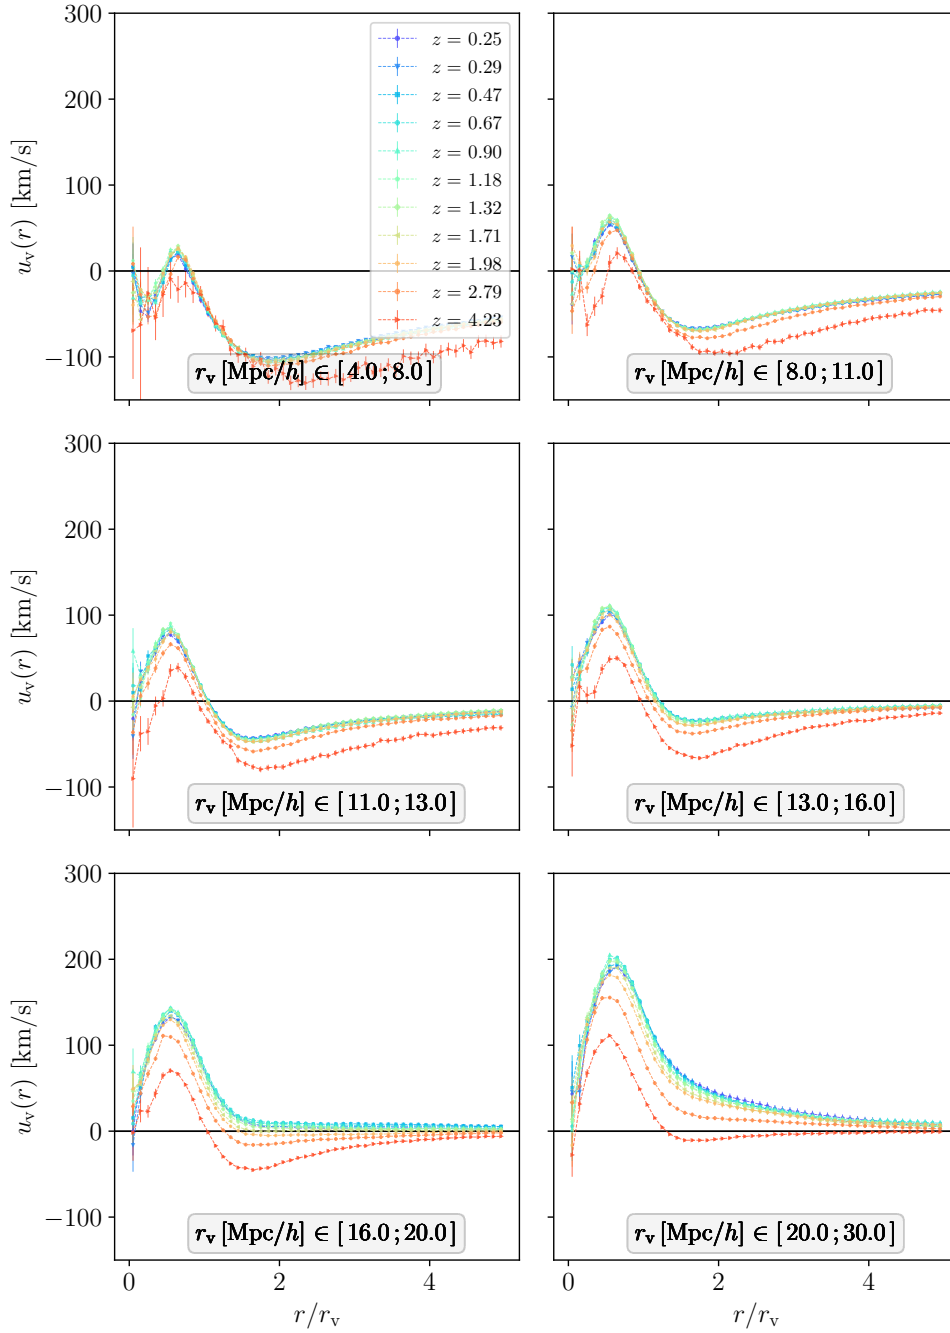 300
200
100
0
−100
u_v(r) [km/s]
z = 0.25
z = 0.29
z = 0.47
z = 0.67
z = 0.90
z = 1.18
z = 1.32
z = 1.71
z = 1.98
z = 2.79
z = 4.23
r_v [Mpc/h] ∈ [4.0 ; 8.0]
r_v [Mpc/h] ∈ [8.0 ; 11.0]
300
200
100
0
−100
u_v(r) [km/s]
r_v [Mpc/h] ∈ [11.0 ; 13.0]
r_v [Mpc/h] ∈ [13.0 ; 16.0]
300
200
100
0
−100
u_v(r) [km/s]
r_v [Mpc/h] ∈ [16.0 ; 20.0]
r_v [Mpc/h] ∈ [20.0 ; 30.0]
0 2 4
0 2 4
r/r_v
r/r_v